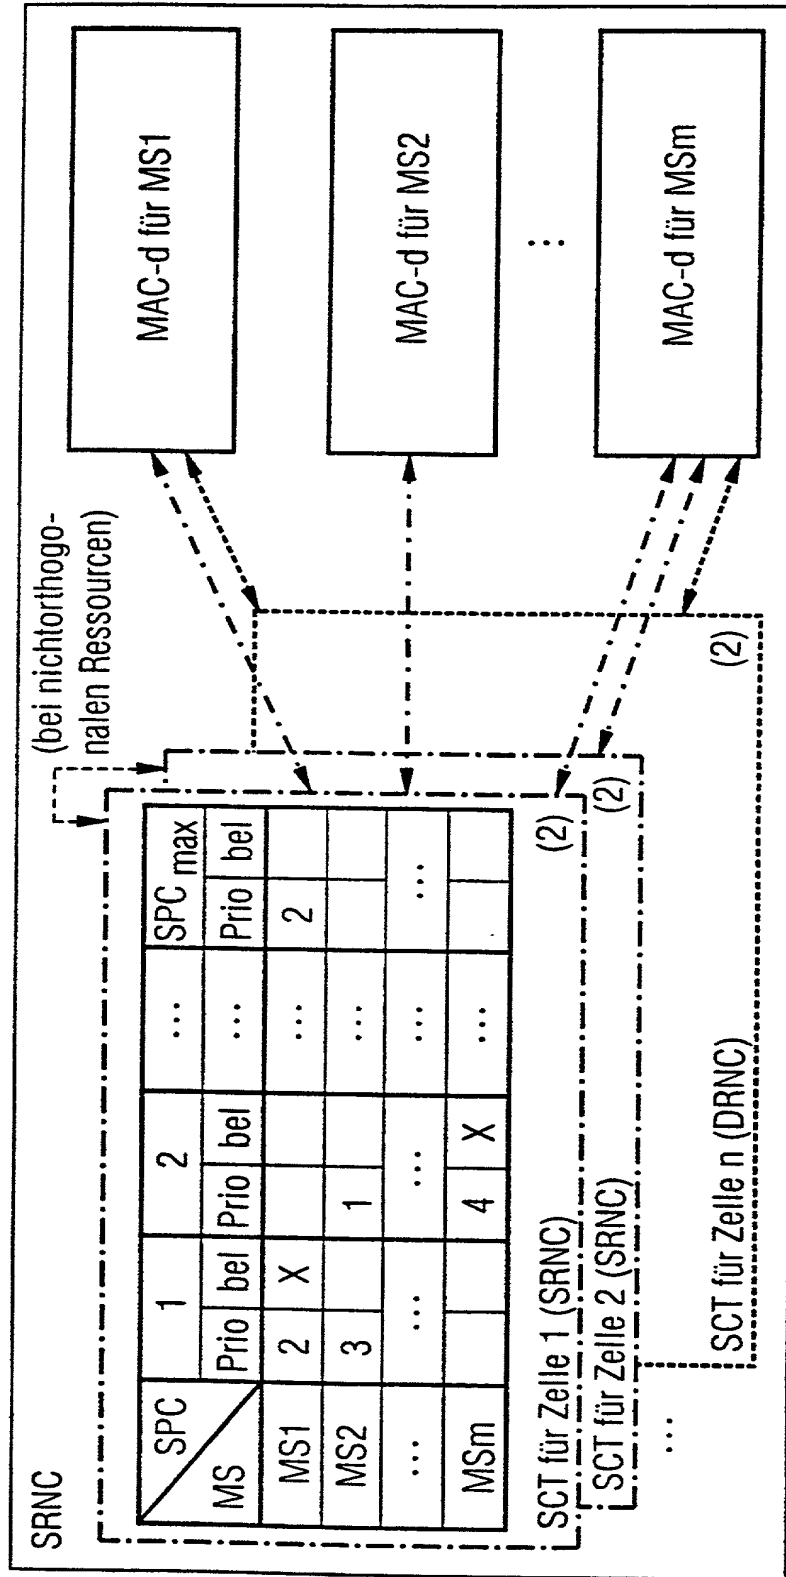 SRNC
(bei nichtorthogo-
nalen Ressourcen)
SPC 1 2 ... SPC max
MS Prio bel Prio bel ... Prio bel
MS1 2 X ... 2
MS2 3 1 ...
... ... ... ... ...
MSm 4 X ...
SCT für Zelle 1 (SRNC) (2)
SCT für Zelle 2 (SRNC) (2)
SCT für Zelle n (DRNC) (2)
...
MAC-d für MS1
MAC-d für MS2
...
MAC-d für MSm